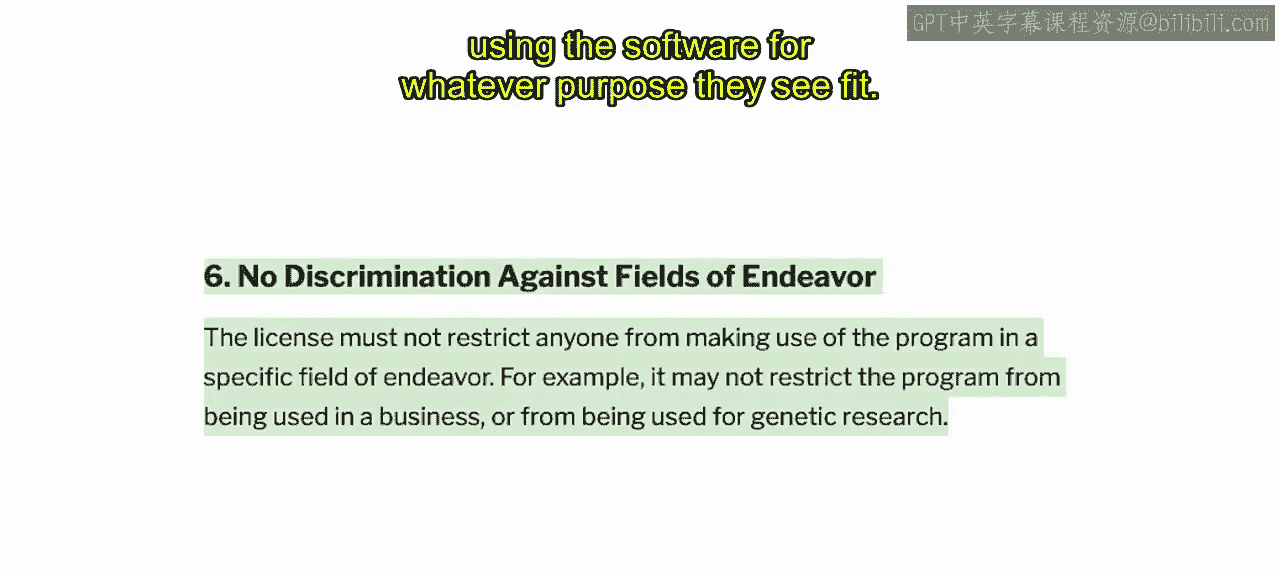 GPT中英字幕课程资源@bilibili.com
using the software for
whatever purpose they see fit.
6. No Discrimination Against Fields of Endeavor
The license must not restrict anyone from making use of the program in a
specific field of endeavor. For example, it may not restrict the program from
being used in a business, or from being used for genetic research.